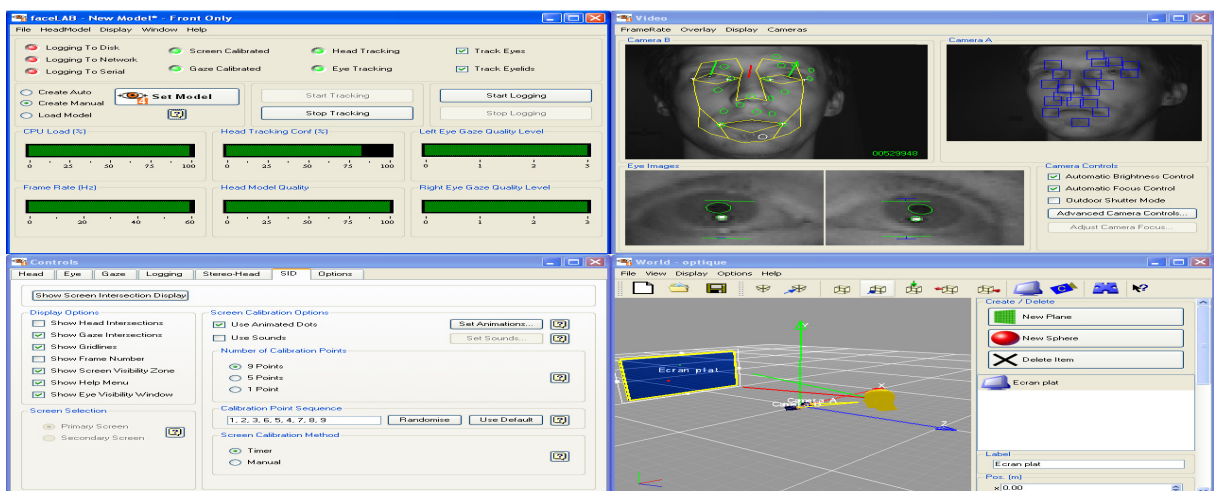 faceLAB - New Model* - Front Only
File HeadModel Display Window Help
Logging To Disk
Logging To Network
Logging To Serial
Screen Calibrated
Gaze Calibrated
Head Tracking
Eye Tracking
Track Eyes
Track Eyelids
Create Auto
Create Manual
Load Model
Set Model
Start Tracking
Stop Tracking
Start Logging
Stop Logging
CPU Load (%)
0 25 50 75 100
Head Tracking Conf (%)
0 25 50 75 100
Left Eye Gaze Quality Level
0 1 2 3
Frame Rate (Hz)
0 20 40 60
Head Model Quality
0 25 50 75 100
Right Eye Gaze Quality Level
0 1 2 3
Video
FrameRate Overlay Display Cameras
Camera B
00529948
Camera A
Eye Images
Camera Controls
Automatic Brightness Control
Automatic Focus Control
Outdoor Shutter Mode
Advanced Camera Controls...
Adjust Camera Focus...
Controls
Head Eye Gaze Logging Stereo-Head SID Options
Show Screen Intersection Display
Display Options
Show Head Intersections
Show Gaze Intersections
Show Gridlines
Show Frame Number
Show Screen Visibility Zone
Show Help Menu
Show Eye Visibility Window
Screen Selection
Primary Screen
Secondary Screen
Screen Calibration Options
Use Animated Dots
Set Animations...
Use Sounds
Set Sounds...
Number of Calibration Points
9 Points
5 Points
1 Point
Calibration Point Sequence
1, 2, 3, 6, 5, 4, 7, 8, 9
Randomise
Use Default
Screen Calibration Method
Timer
Manual
World - optique
File View Display Options Help
Y
Ecran plat
X
Camera A
Z
Create / Delete
New Plane
New Sphere
Delete Item
Ecran plat
Label
Ecran plat
Pos. (m)
x 0.00